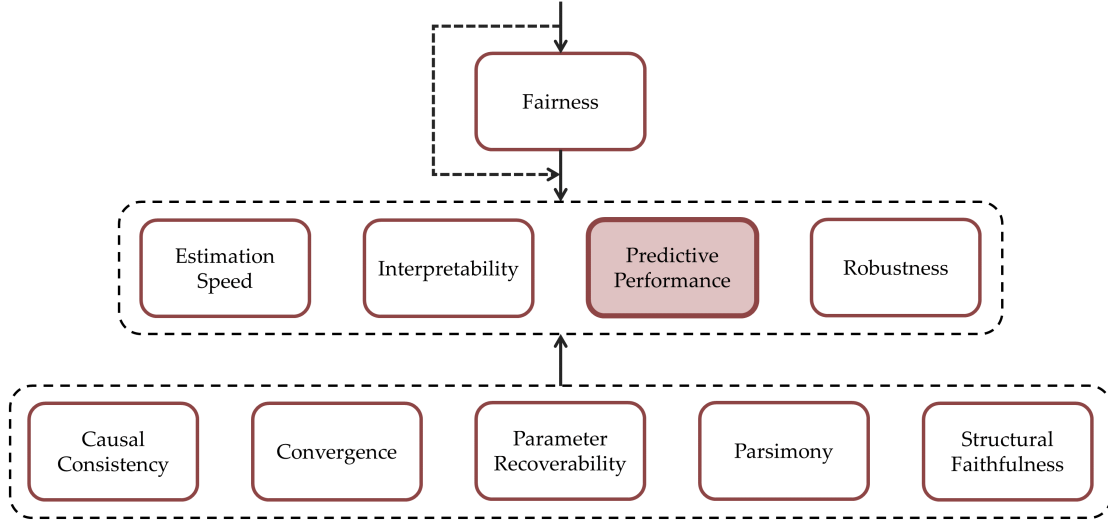 Fairness
Estimation
Speed
Interpretability
Predictive
Performance
Robustness
Causal
Consistency
Convergence
Parameter
Recoverability
Parsimony
Structural
Faithfulness